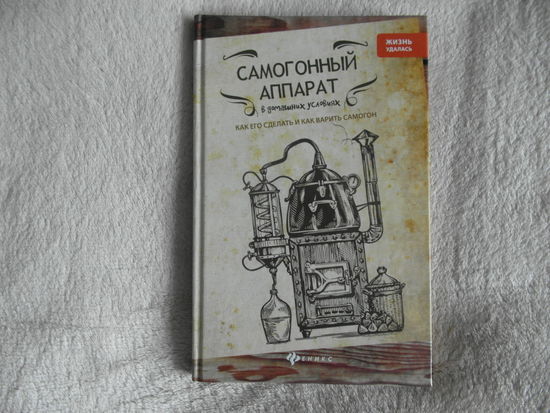 ЖИЗНЬ
УДАЛАСЬ
САМОГОННЫЙ
АППАРАТ
в домашних условиях
КАК ЕГО СДЕЛАТЬ И КАК ВАРИТЬ САМОГОН
ФЕНИКС